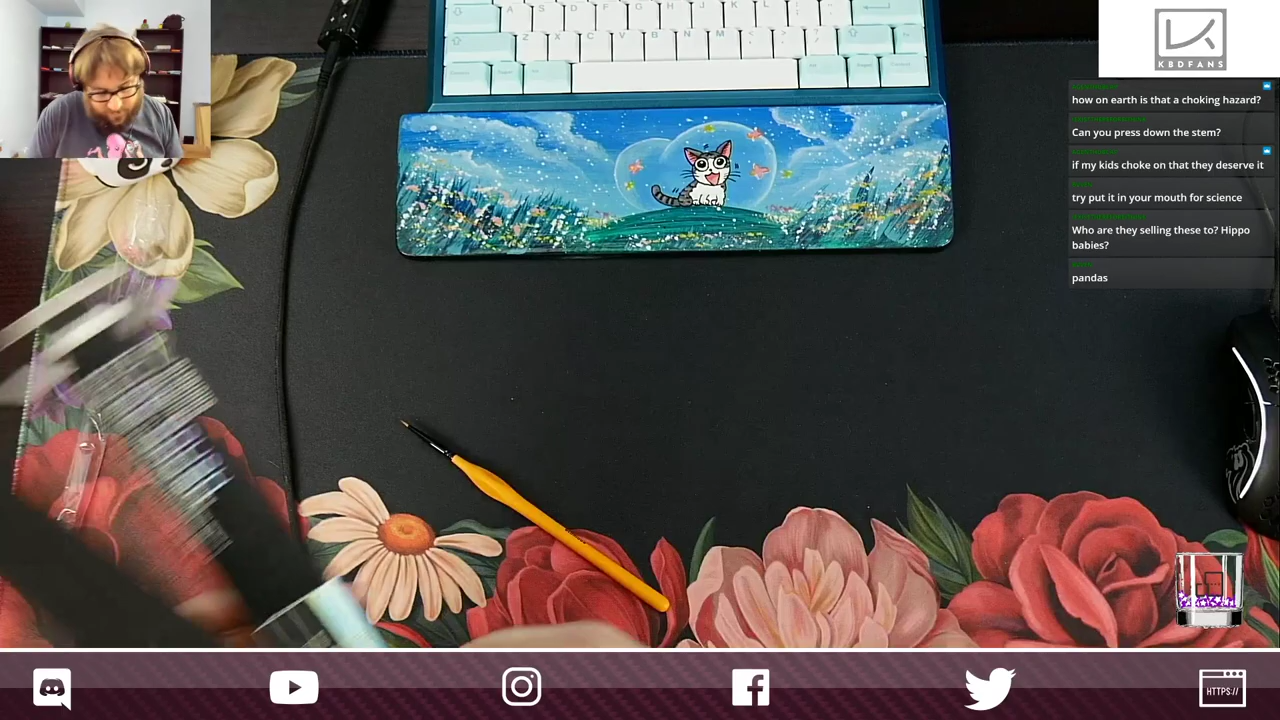 KBDFANS
how on earth is that a choking hazard?
Can you press down the stem?
if my kids choke on that they deserve it
try put it in your mouth for science
Who are they selling these to? Hippo
babies?
pandas
A S D F G H J K L
Z X C V B N M
HTTPS://